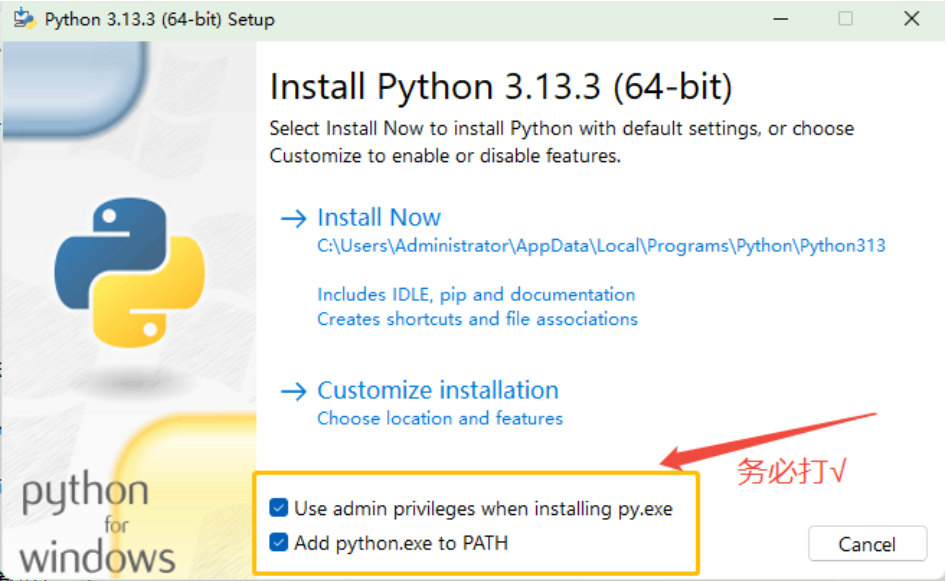 Python 3.13.3 (64-bit) Setup
Install Python 3.13.3 (64-bit)
Select Install Now to install Python with default settings, or choose
Customize to enable or disable features.
→ Install Now
C:\Users\Administrator\AppData\Local\Programs\Python\Python313
Includes IDLE, pip and documentation
Creates shortcuts and file associations
→ Customize installation
Choose location and features
务必打√
Use admin privileges when installing py.exe
Add python.exe to PATH
python
for
windows
Cancel